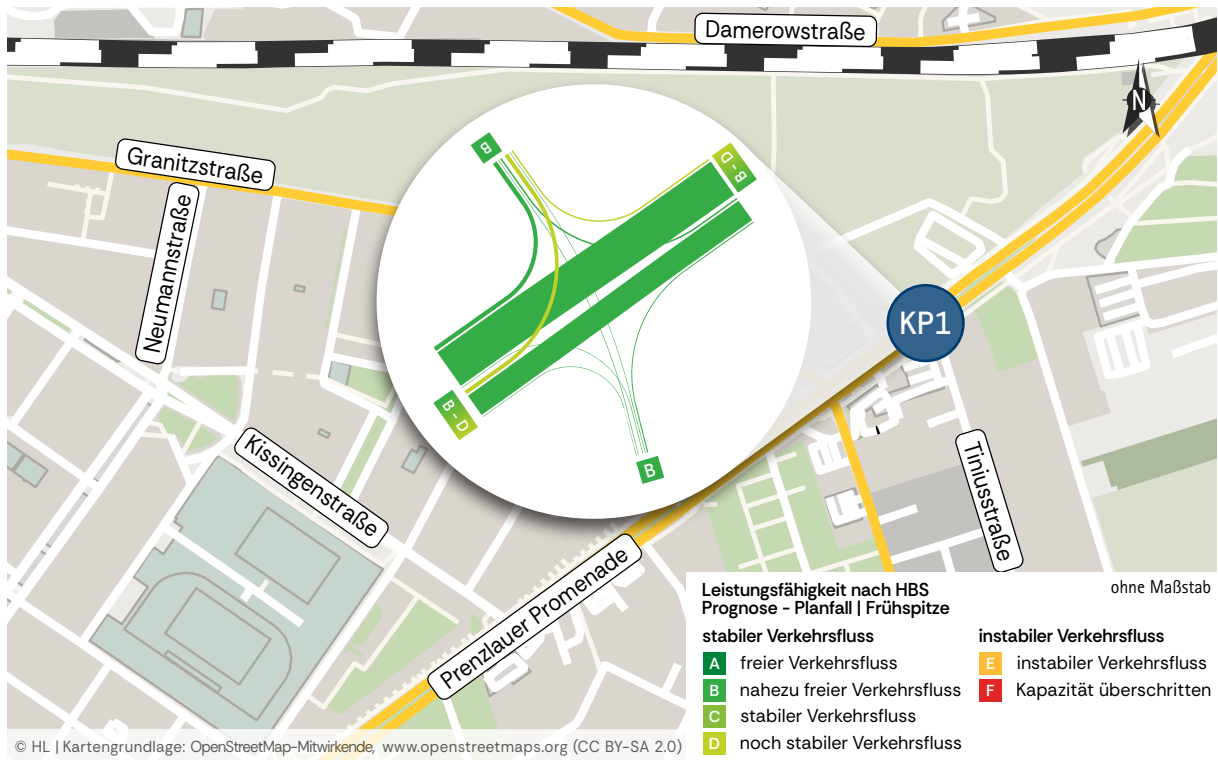 Damerowstraße
N
Granitzstraße
Neumannstraße
B
D - B
KP1
B - D
B
Kissingenstraße
Tiniusstraße
Prenzlauer Promenade
Leistungsfähigkeit nach HBS
Prognose - Planfall | Frühspitze
ohne Maßstab
stabiler Verkehrsfluss
A freier Verkehrsfluss
B nahezu freier Verkehrsfluss
C stabiler Verkehrsfluss
D noch stabiler Verkehrsfluss
instabiler Verkehrsfluss
E instabiler Verkehrsfluss
F Kapazität überschritten
© HL | Kartengrundlage: OpenStreetMap-Mitwirkende, www.openstreetmaps.org (CC BY-SA 2.0)